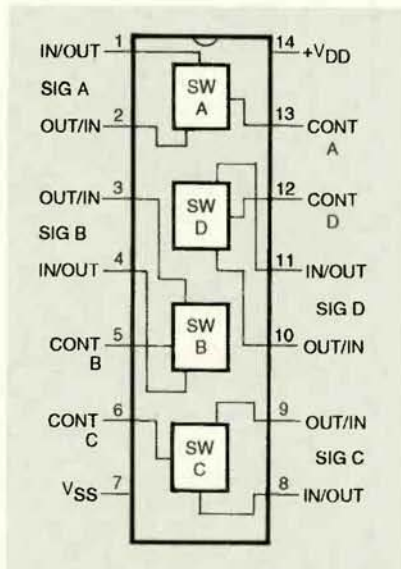 1
IN/OUT
SIG A
2
OUT/IN
3
OUT/IN
SIG B
4
IN/OUT
5
CONT
B
6
CONT
C
7
VSS
SW
A
SW
D
SW
B
SW
C
14
+VDD
13
CONT
A
12
CONT
D
11
IN/OUT
SIG D
10
OUT/IN
9
OUT/IN
SIG C
8
IN/OUT